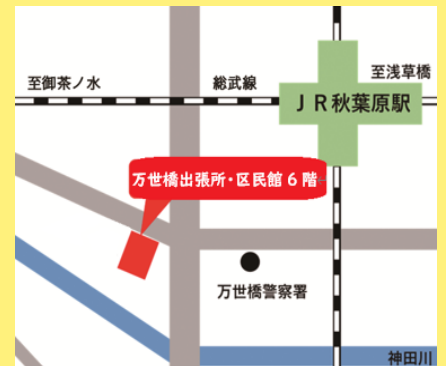 至御茶ノ水
総武線
至浅草橋
ＪＲ秋葉原駅
万世橋出張所・区民館６階
万世橋警察署
神田川